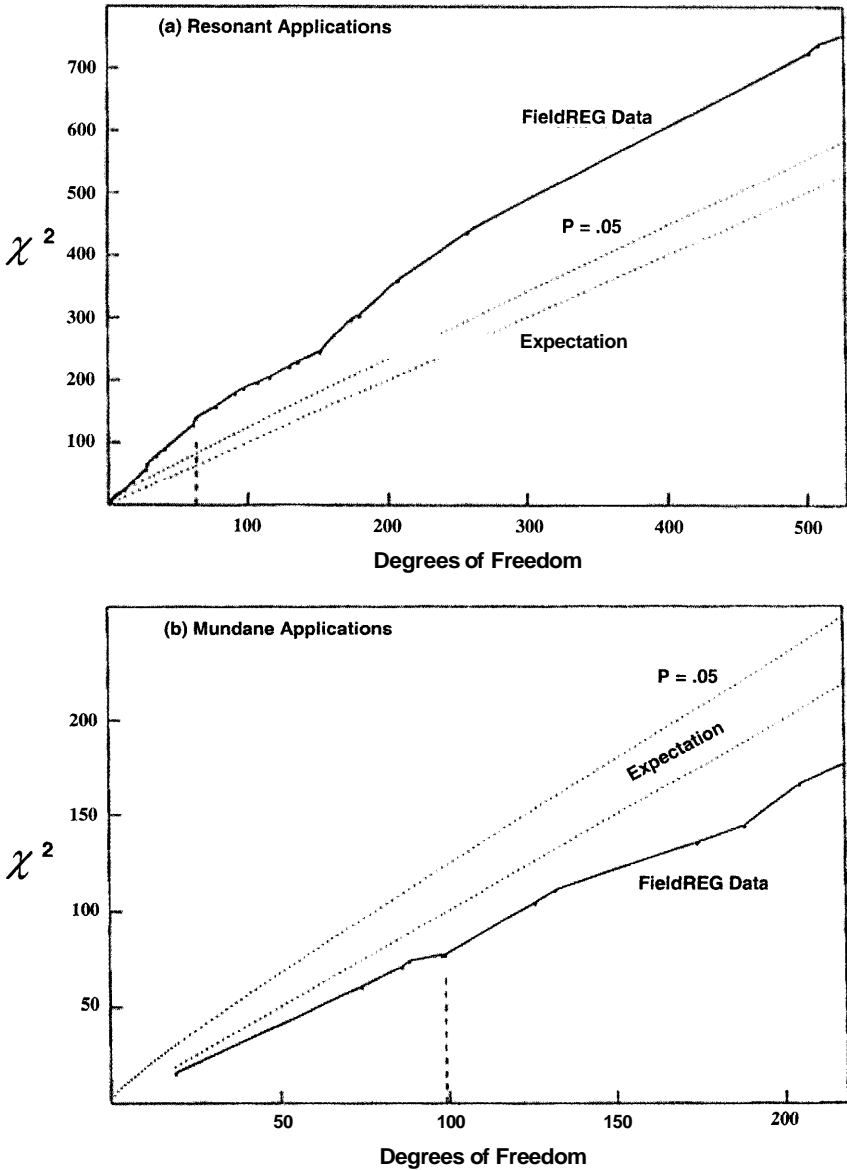 (a) Resonant Applications
700
FieldREG Data
600
500
P = .05
χ 2
400
300
Expectation
200
100
100 200 300 400 500
Degrees of Freedom
(b) Mundane Applications
P = .05
200
Expectation
150
χ 2
FieldREG Data
100
50
50 100 150 200
Degrees of Freedom